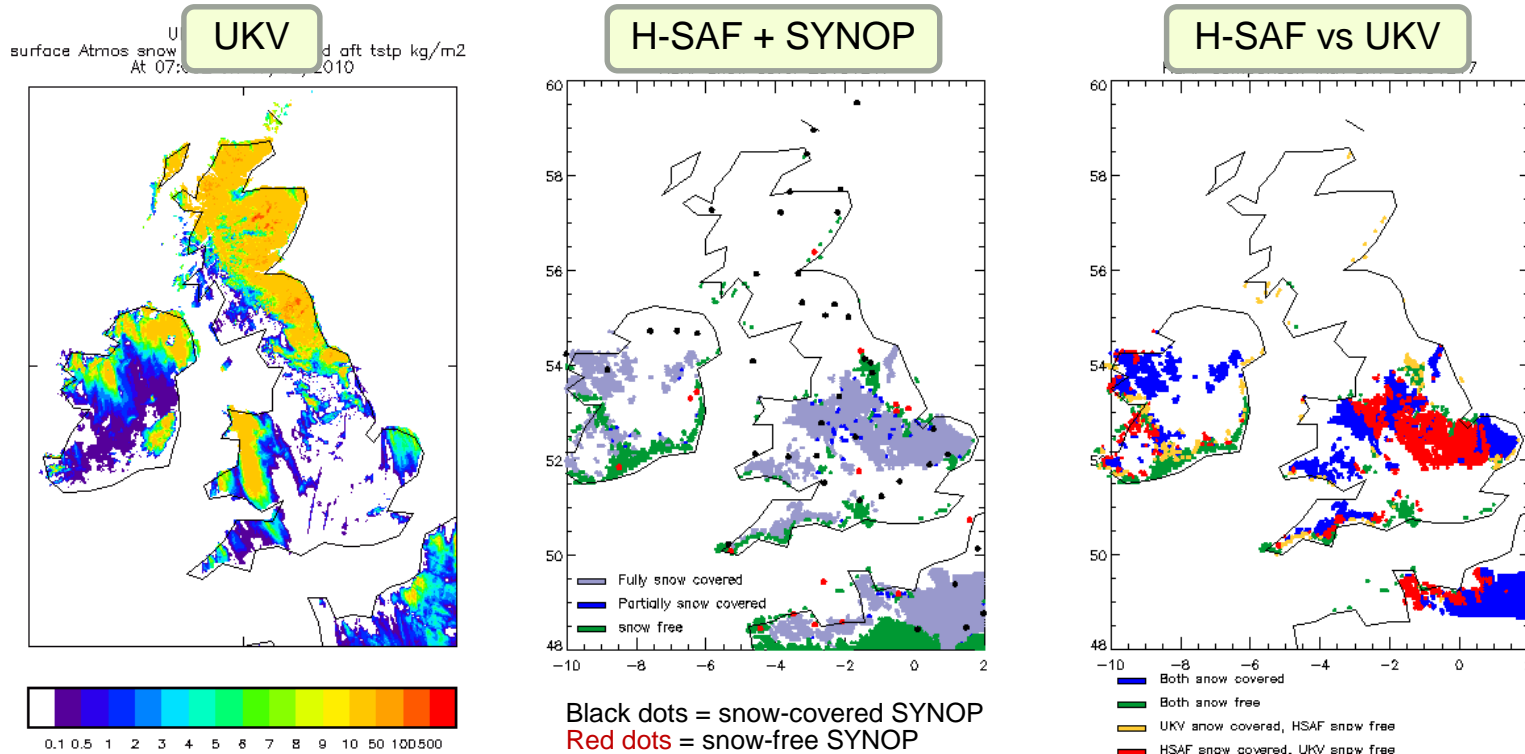 UKV
U
surface Atmos snow d aft tstp kg/m2
At 07: 2010
0.1 0.5 1 2 3 4 5 6 7 8 9 10 50 100 500
H-SAF + SYNOP
60
58
56
54
52
50
48
Fully snow covered
Partially snow covered
snow free
-10 -8 -6 -4 -2 0 2
Black dots = snow-covered SYNOP
Red dots = snow-free SYNOP
H-SAF vs UKV
60
58
56
54
52
50
48
-10 -8 -6 -4 -2 0
Both snow covered
Both snow free
UKV snow covered, HSAF snow free
HSAF snow covered, UKV snow free